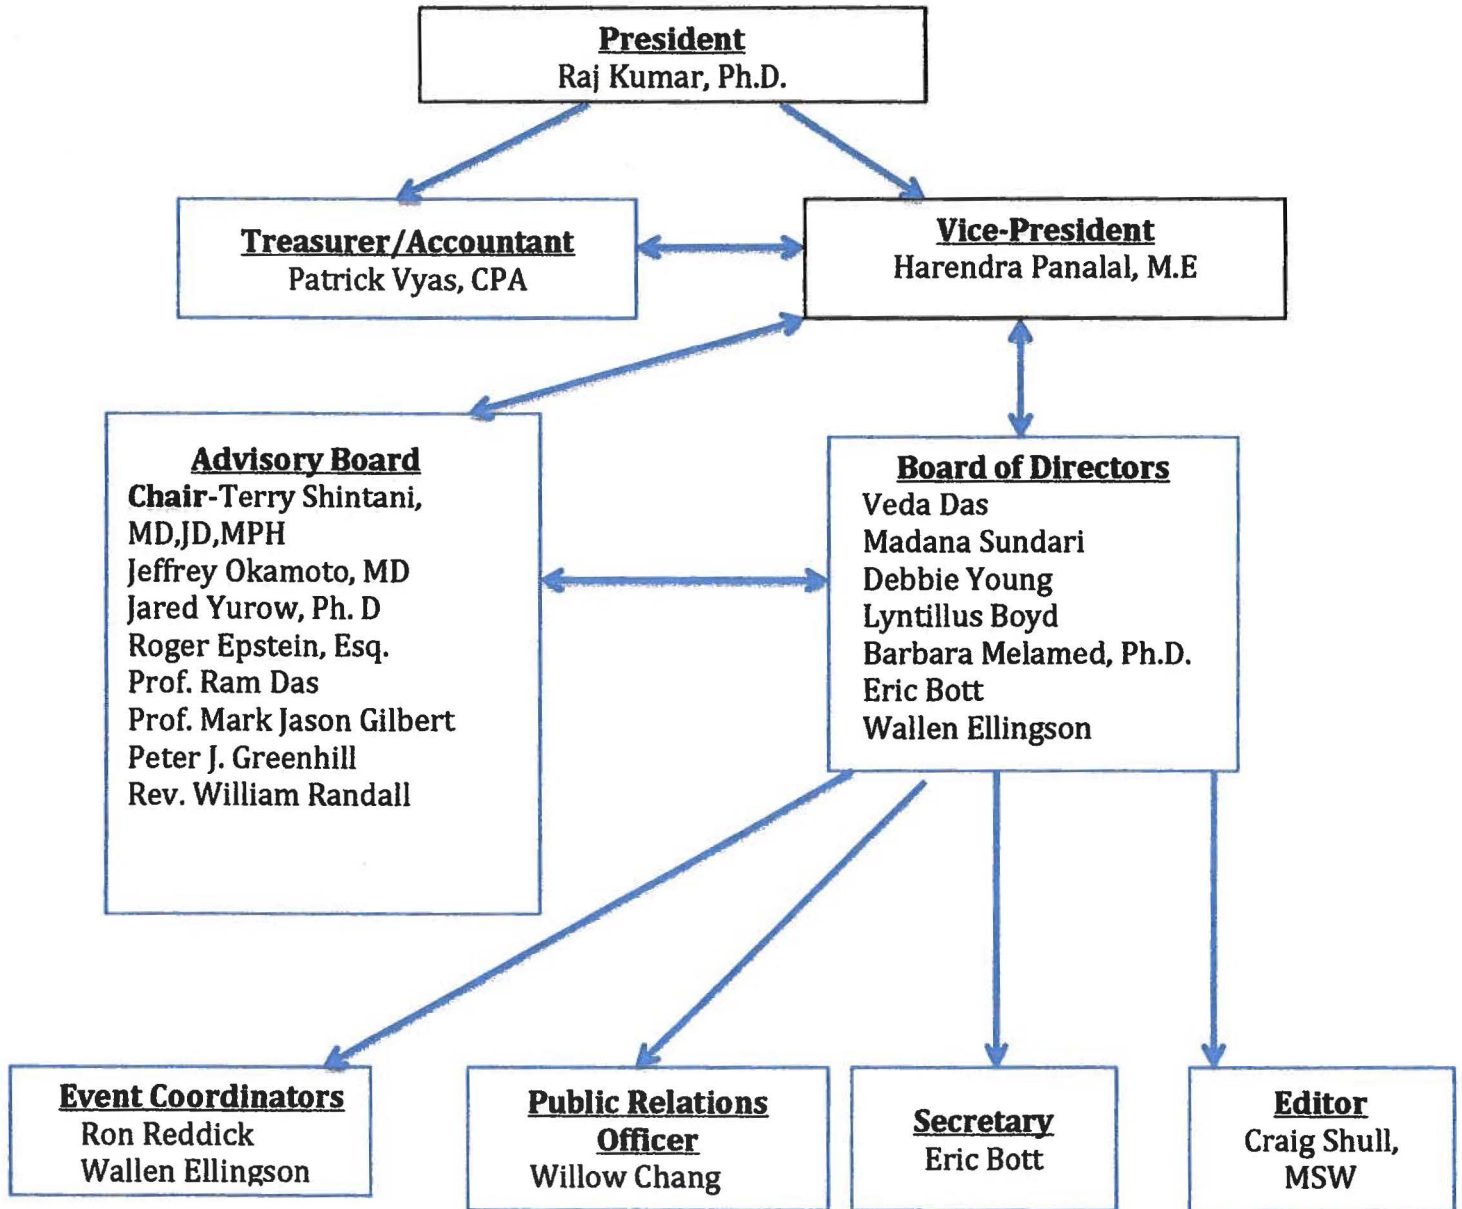 President
Raj Kumar, Ph.D.
Treasurer/Accountant
Patrick Vyas, CPA
Vice-President
Harendra Panalal, M.E
Advisory Board
Chair-Terry Shintani,
MD,JD,MPH
Jeffrey Okamoto, MD
Jared Yurow, Ph. D
Roger Epstein, Esq.
Prof. Ram Das
Prof. Mark Jason Gilbert
Peter J. Greenhill
Rev. William Randall
Board of Directors
Veda Das
Madana Sundari
Debbie Young
Lyntillus Boyd
Barbara Melamed, Ph.D.
Eric Bott
Wallen Ellingson
Event Coordinators
Ron Reddick
Wallen Ellingson
Public Relations
Officer
Willow Chang
Secretary
Eric Bott
Editor
Craig Shull,
MSW